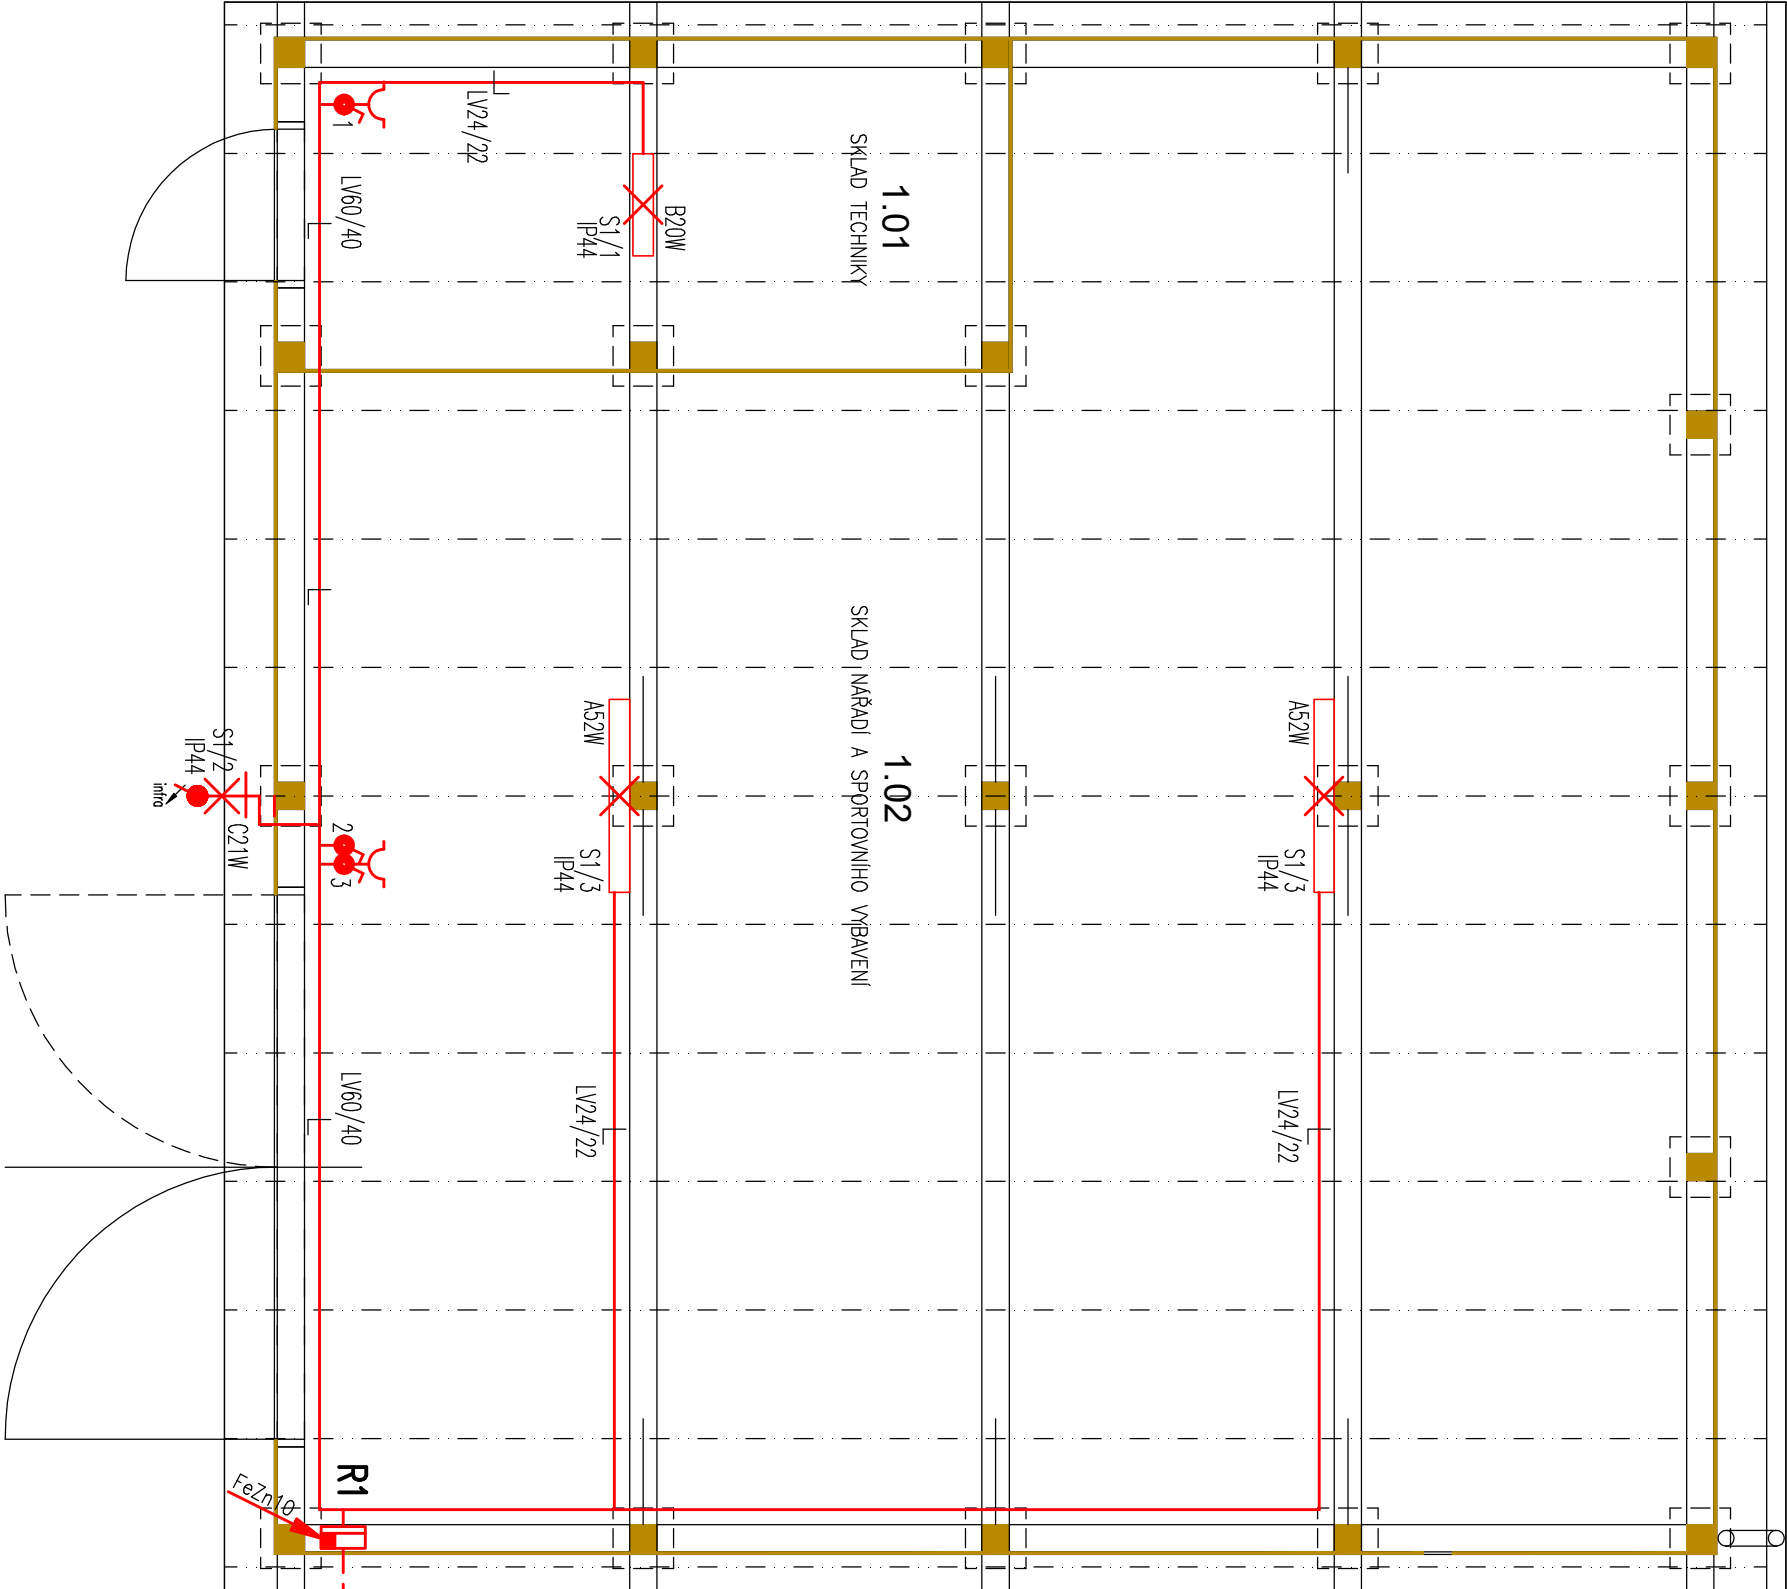 1.01
SKLAD TECHNIKY
B20W
S1/1
IP44
LV24/22
1
LV60/40
1.02
SKLAD NÁŘADÍ A SPORTOVNÍHO VYBAVENÍ
A52W
S1/3
IP44
LV24/22
A52W
S1/3
IP44
LV24/22
S1/2
IP44
infra
C21W
2
3
LV60/40
R1
FeZn10